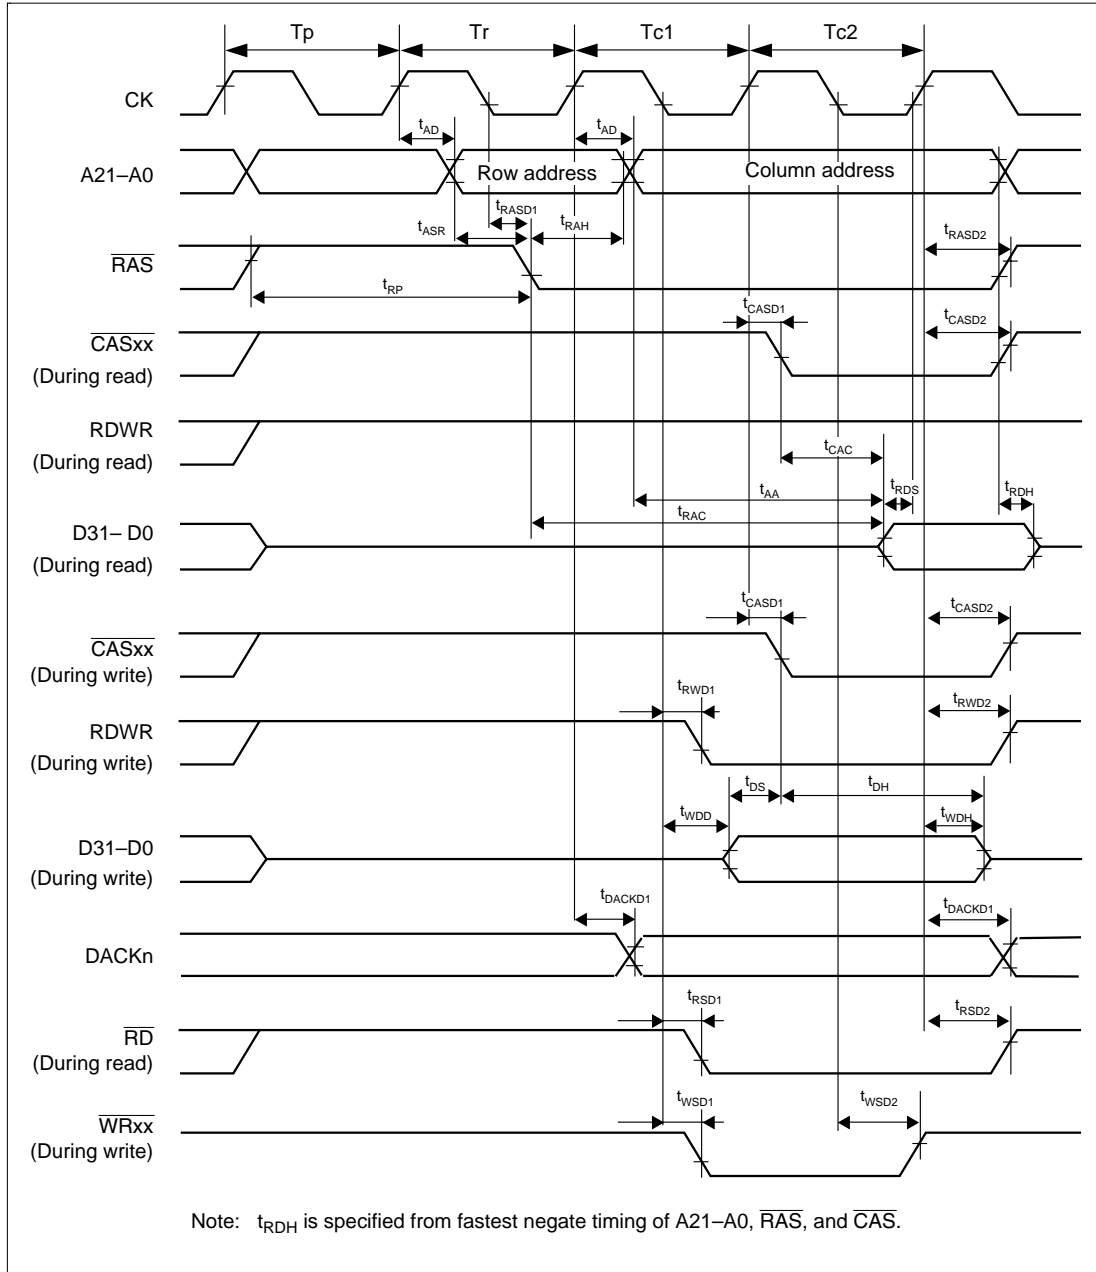 Tp Tr Tc1 Tc2
CK
tAD tAD
A21–A0 Row address Column address
tRASD1
tASR tRAH tRASD2
RAS
tRP
tCASD1 tCASD2
CASxx
(During read)
RDWR
(During read)
tCAC
tAA tRDS tRDH
tRAC
D31– D0
(During read)
tCASD1 tCASD2
CASxx
(During write)
tRWD1 tRWD2
RDWR
(During write)
tDS tDH
tWDD tWDH
D31–D0
(During write)
tDACKD1 tDACKD1
DACKn
tRSD1 tRSD2
RD
(During read)
tWSD1 tWSD2
WRxx
(During write)
Note: tRDH is specified from fastest negate timing of A21–A0, RAS, and CAS.